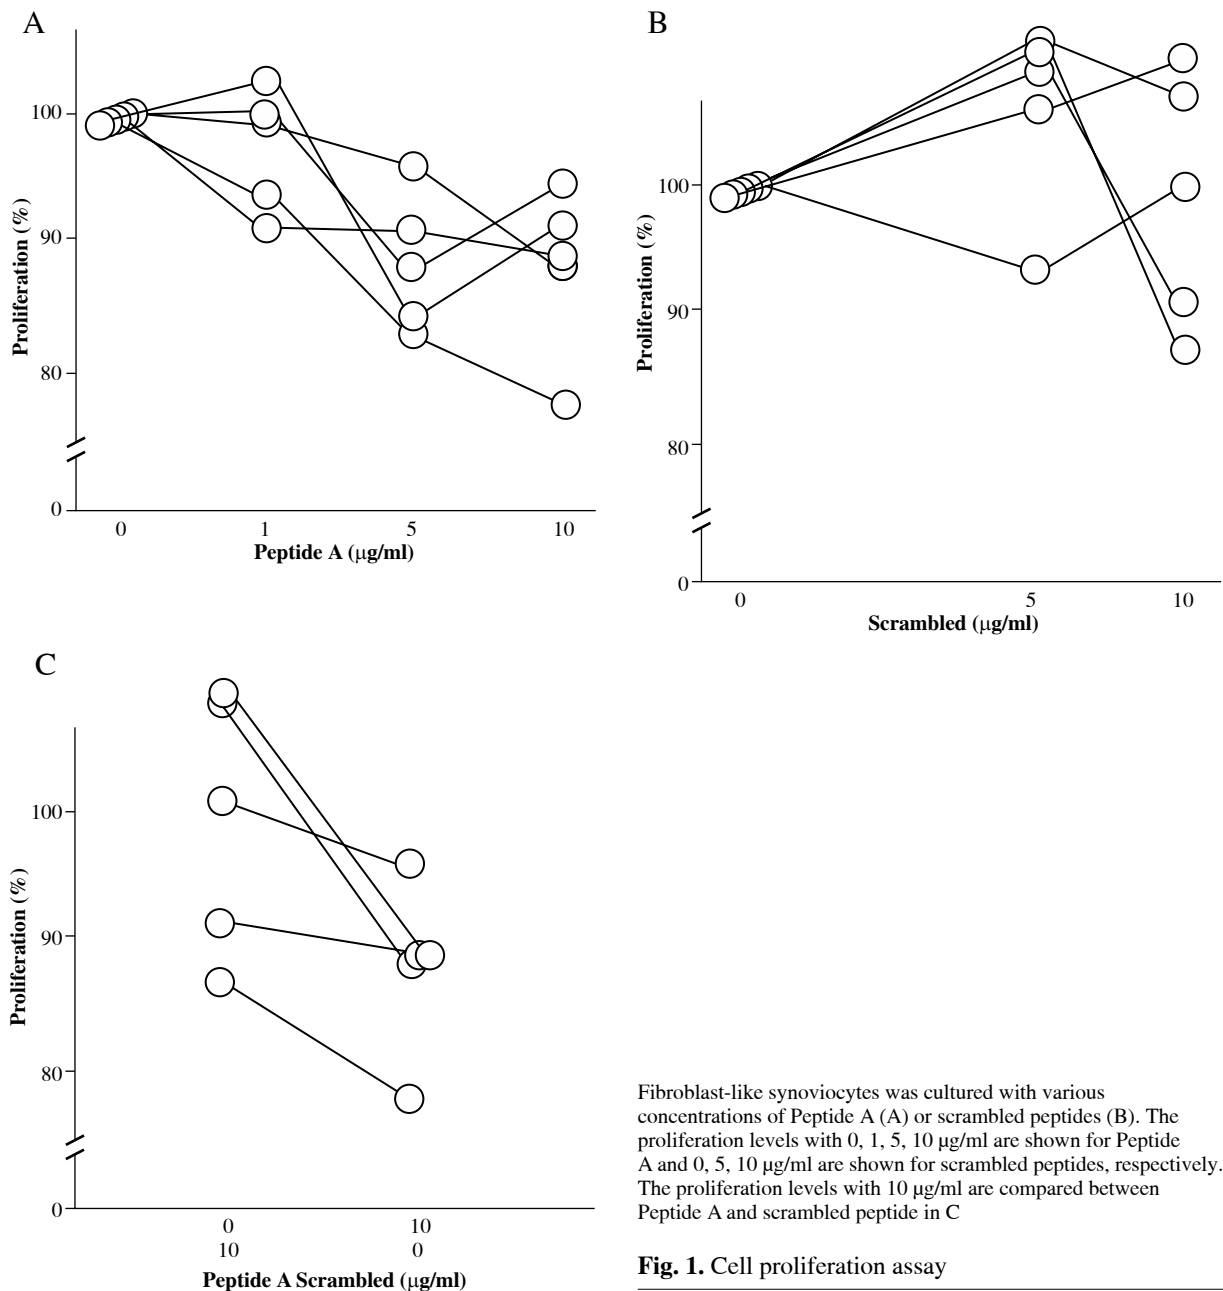 A
100
90
80
0
Proliferation (%)
0 1 5 10
Peptide A (μg/ml)
B
100
90
80
0
Proliferation (%)
0 5 10
Scrambled (μg/ml)
C
100
90
80
0
Proliferation (%)
0 10
10 0
Peptide A Scrambled (μg/ml)
Fibroblast-like synoviocytes was cultured with various
concentrations of Peptide A (A) or scrambled peptides (B). The
proliferation levels with 0, 1, 5, 10 μg/ml are shown for Peptide
A and 0, 5, 10 μg/ml are shown for scrambled peptides, respectively.
The proliferation levels with 10 μg/ml are compared between
Peptide A and scrambled peptide in C
Fig. 1. Cell proliferation assay